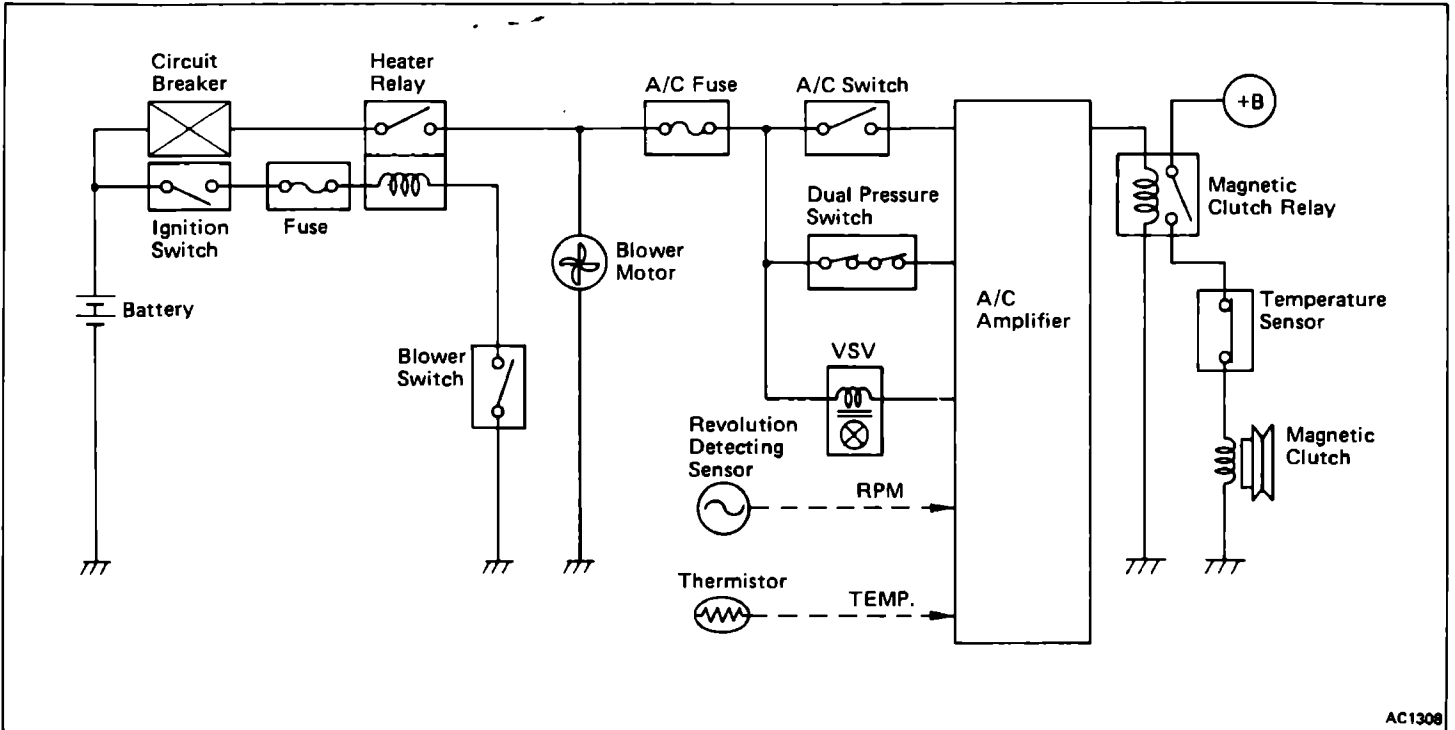 Circuit
Breaker
Heater
Relay
A/C Fuse
A/C Switch
+B
Ignition
Switch
Fuse
Dual Pressure
Switch
Magnetic
Clutch Relay
Blower
Motor
Battery
A/C
Amplifier
Temperature
Sensor
Blower
Switch
VSV
Revolution
Detecting
Sensor
RPM
Magnetic
Clutch
Thermistor
TEMP.
AC1308